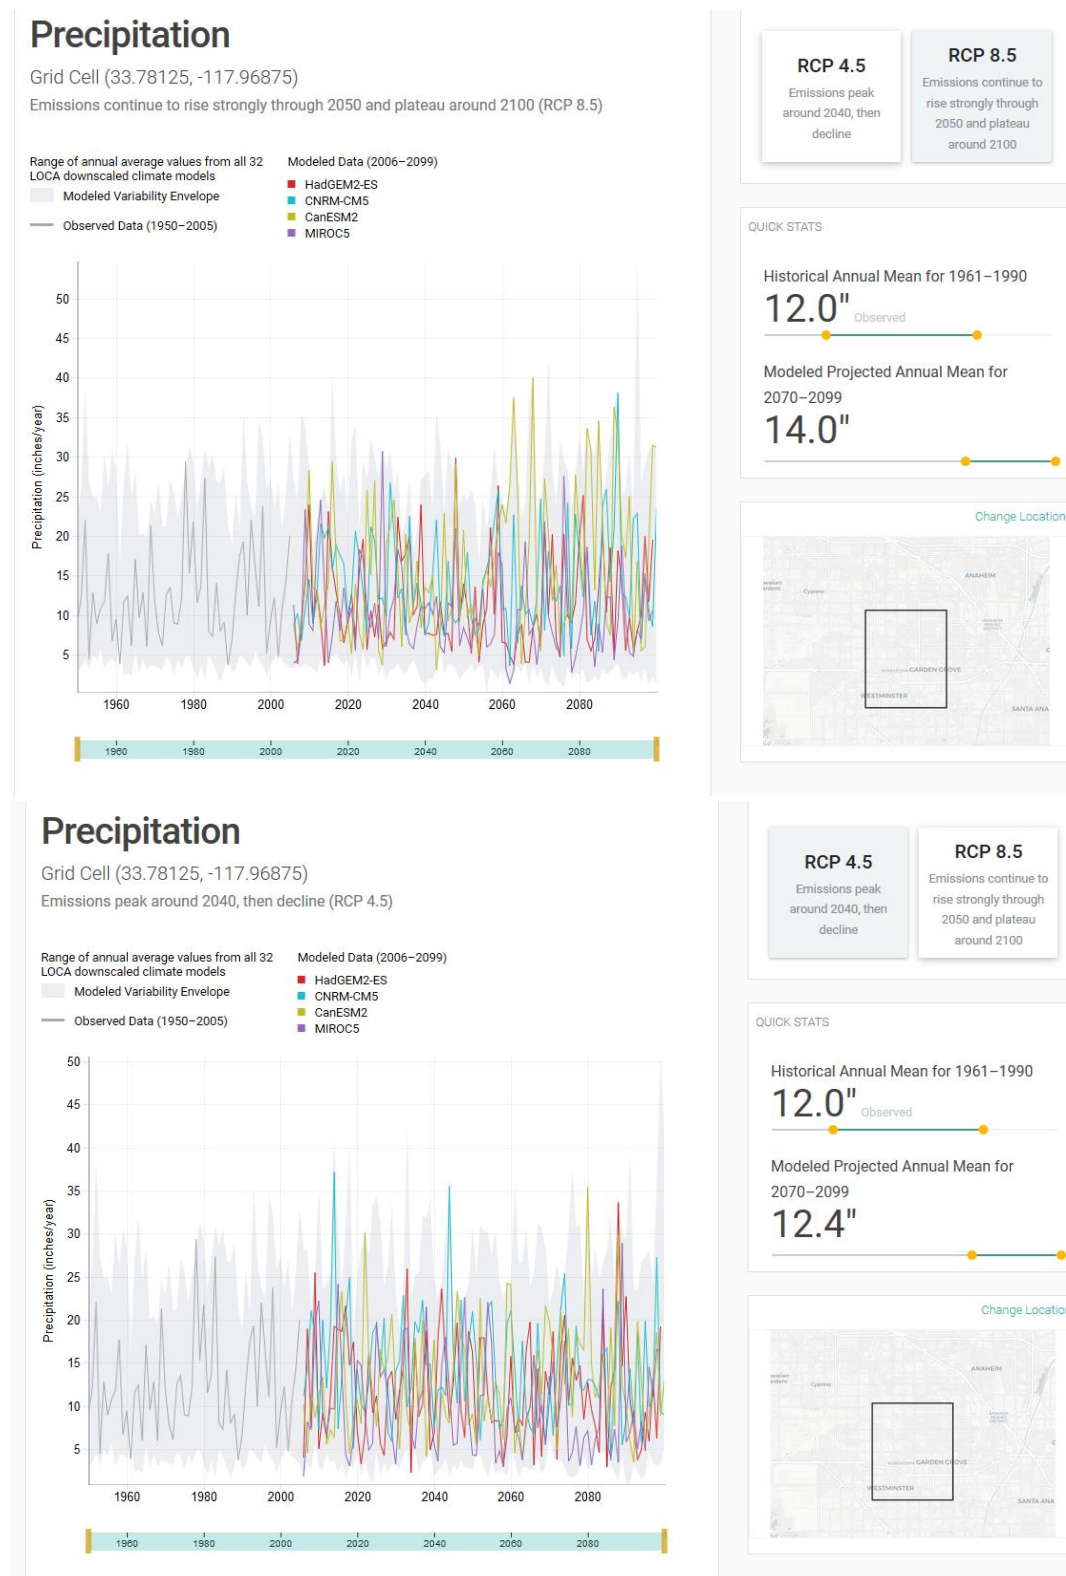 Precipitation
Grid Cell (33.78125, -117.96875)
Emissions continue to rise strongly through 2050 and plateau around 2100 (RCP 8.5)
Range of annual average values from all 32
LOCA downscaled climate models
Modeled Variability Envelope
Observed Data (1950–2005)
Modeled Data (2006–2099)
HadGEM2-ES
CNRM-CM5
CanESM2
MIROC5
Precipitation (inches/year)
50
45
40
35
30
25
20
15
10
5
1960 1980 2000 2020 2040 2060 2080
1960 1980 2000 2020 2040 2060 2080
RCP 4.5
Emissions peak
around 2040, then
decline
RCP 8.5
Emissions continue to
rise strongly through
2050 and plateau
around 2100
QUICK STATS
Historical Annual Mean for 1961–1990
12.0" Observed
Modeled Projected Annual Mean for
2070–2099
14.0"
Change Location
ANAHEIM
Cypress
GARDEN GROVE
WESTMINSTER
SANTA ANA
Precipitation
Grid Cell (33.78125, -117.96875)
Emissions peak around 2040, then decline (RCP 4.5)
Range of annual average values from all 32
LOCA downscaled climate models
Modeled Variability Envelope
Observed Data (1950–2005)
Modeled Data (2006–2099)
HadGEM2-ES
CNRM-CM5
CanESM2
MIROC5
Precipitation (inches/year)
50
45
40
35
30
25
20
15
10
5
1960 1980 2000 2020 2040 2060 2080
1960 1980 2000 2020 2040 2060 2080
RCP 4.5
Emissions peak
around 2040, then
decline
RCP 8.5
Emissions continue to
rise strongly through
2050 and plateau
around 2100
QUICK STATS
Historical Annual Mean for 1961–1990
12.0" Observed
Modeled Projected Annual Mean for
2070–2099
12.4"
Change Locatio
ANAHEIM
Cypress
GARDEN GROVE
WESTMINSTER
SANTA ANA